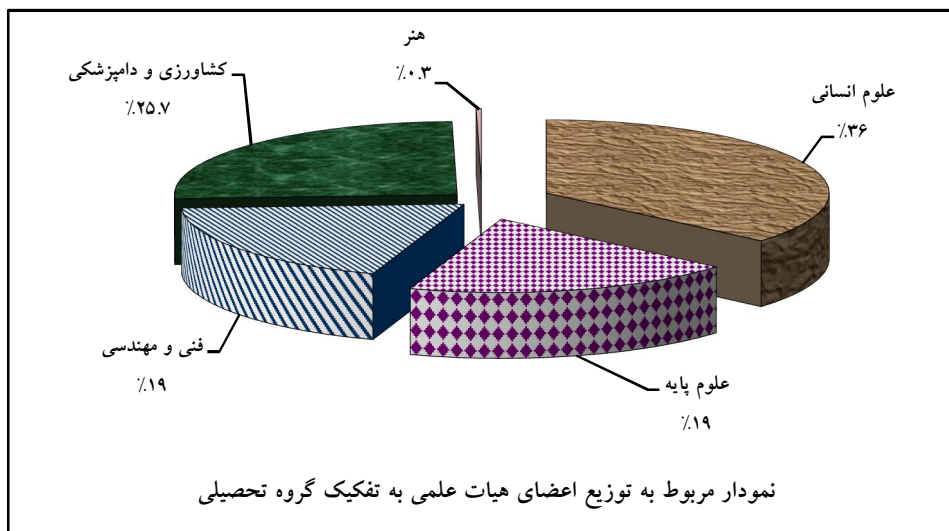 هنر
٪۰.۳
علوم انسانی
٪۳۶
کشاورزی و دامپزشکی
٪۲۵.۷
فنی و مهندسی
٪۱۹
علوم پایه
٪۱۹
نمودار مربوط به توزیع اعضای هیات علمی به تفکیک گروه تحصیلی